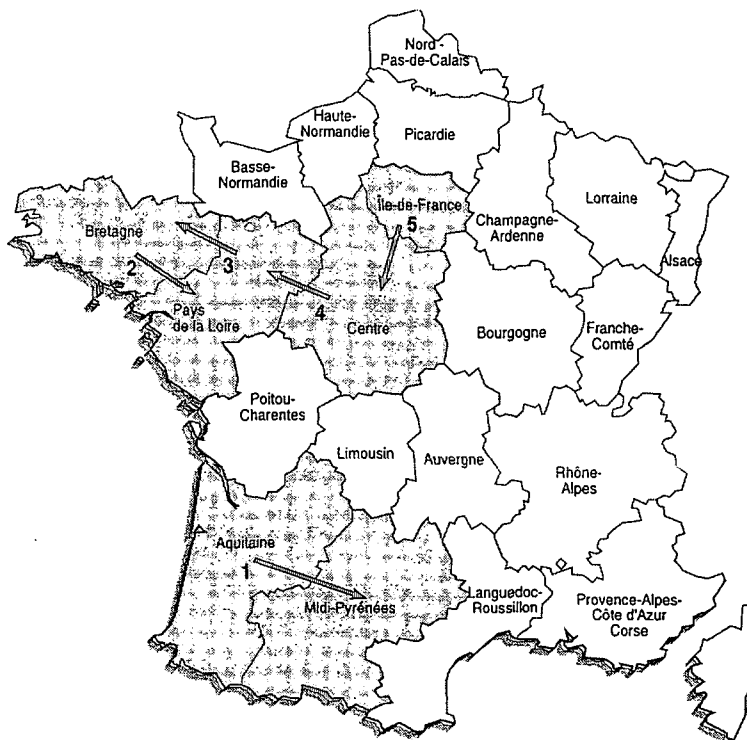 Nord -
Pas-de-Calais
Haute-
Normandie
Picardie
Basse-
Normandie
Île-de-France
5
Champagne-
Ardenne
Lorraine
Alsace
Bretagne
2
3
4
Pays
de la Loire
Centre
Bourgogne
Franche-
Comté
Poitou-
Charentes
Limousin
Auvergne
Rhône-
Alpes
Aquitaine
1
Midi-Pyrénées
Languedoc-
Roussillon
Provence-Alpes-
Côte d'Azur
Corse